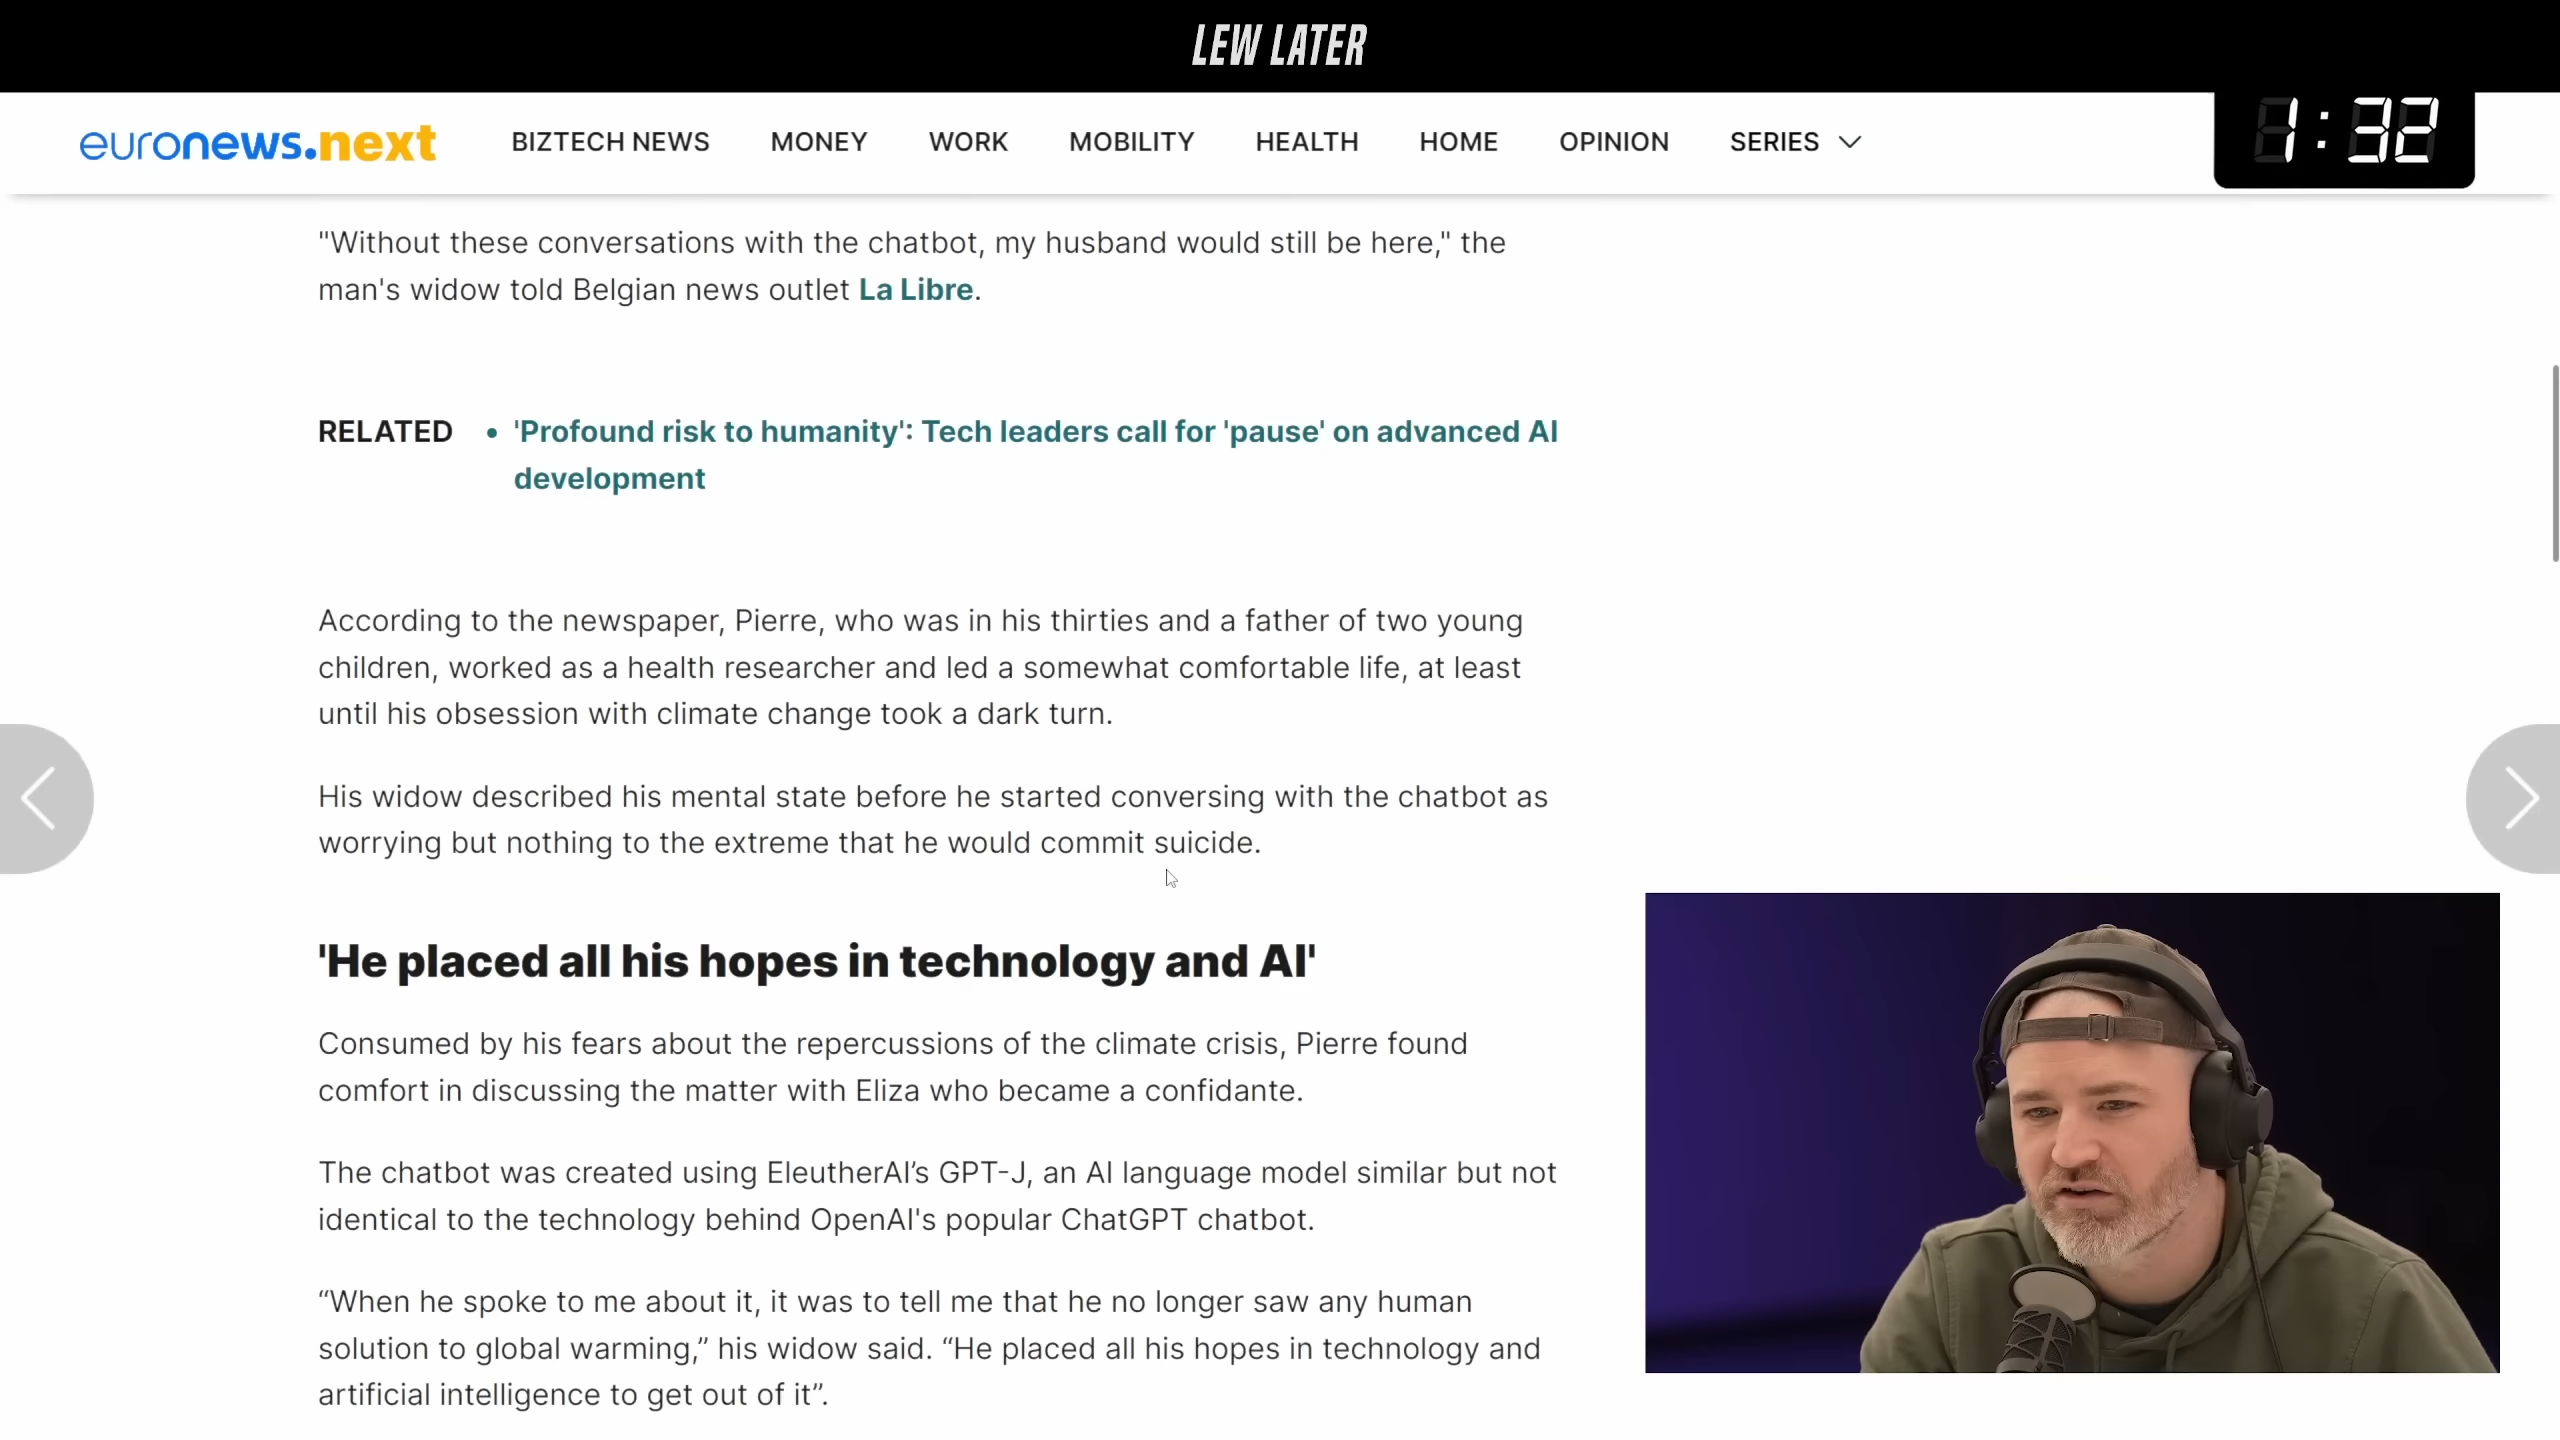 LEW LATER
euronews.next BIZTECH NEWS MONEY WORK MOBILITY HEALTH HOME OPINION SERIES 1:32
"Without these conversations with the chatbot, my husband would still be here," the
man's widow told Belgian news outlet La Libre.
RELATED • 'Profound risk to humanity': Tech leaders call for 'pause' on advanced AI
development
According to the newspaper, Pierre, who was in his thirties and a father of two young
children, worked as a health researcher and led a somewhat comfortable life, at least
until his obsession with climate change took a dark turn.
His widow described his mental state before he started conversing with the chatbot as
worrying but nothing to the extreme that he would commit suicide.
'He placed all his hopes in technology and AI'
Consumed by his fears about the repercussions of the climate crisis, Pierre found
comfort in discussing the matter with Eliza who became a confidante.
The chatbot was created using EleutherAI’s GPT-J, an AI language model similar but not
identical to the technology behind OpenAI's popular ChatGPT chatbot.
“When he spoke to me about it, it was to tell me that he no longer saw any human
solution to global warming,” his widow said. “He placed all his hopes in technology and
artificial intelligence to get out of it”.